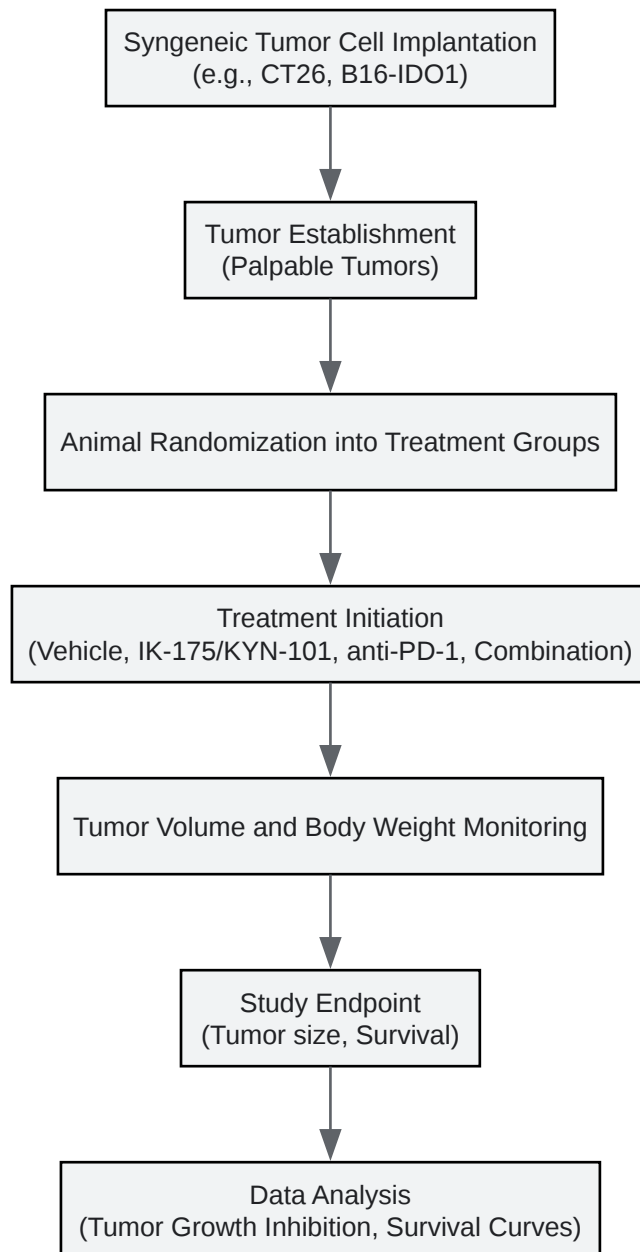 Syngeneic Tumor Cell Implantation
(e.g., CT26, B16-IDO1)
Tumor Establishment
(Palpable Tumors)
Animal Randomization into Treatment Groups
Treatment Initiation
(Vehicle, IK-175/KYN-101, anti-PD-1, Combination)
Tumor Volume and Body Weight Monitoring
Study Endpoint
(Tumor size, Survival)
Data Analysis
(Tumor Growth Inhibition, Survival Curves)